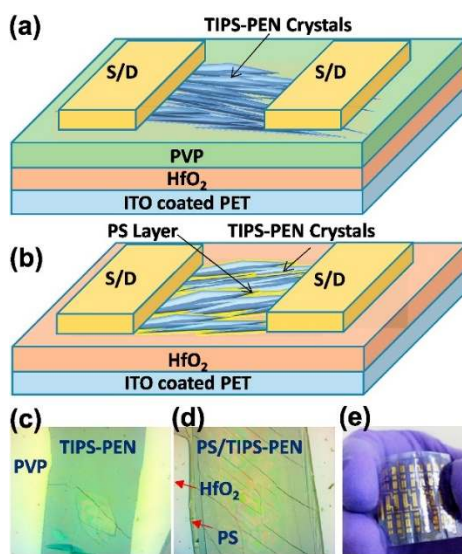 (a)
TIPS-PEN Crystals
S/D
S/D
PVP
HfO₂
ITO coated PET
PS Layer
TIPS-PEN Crystals
(b)
S/D
S/D
HfO₂
ITO coated PET
(c)
(d)
(e)
TIPS-PEN
PS/TIPS-PEN
PVP
HfO₂
PS